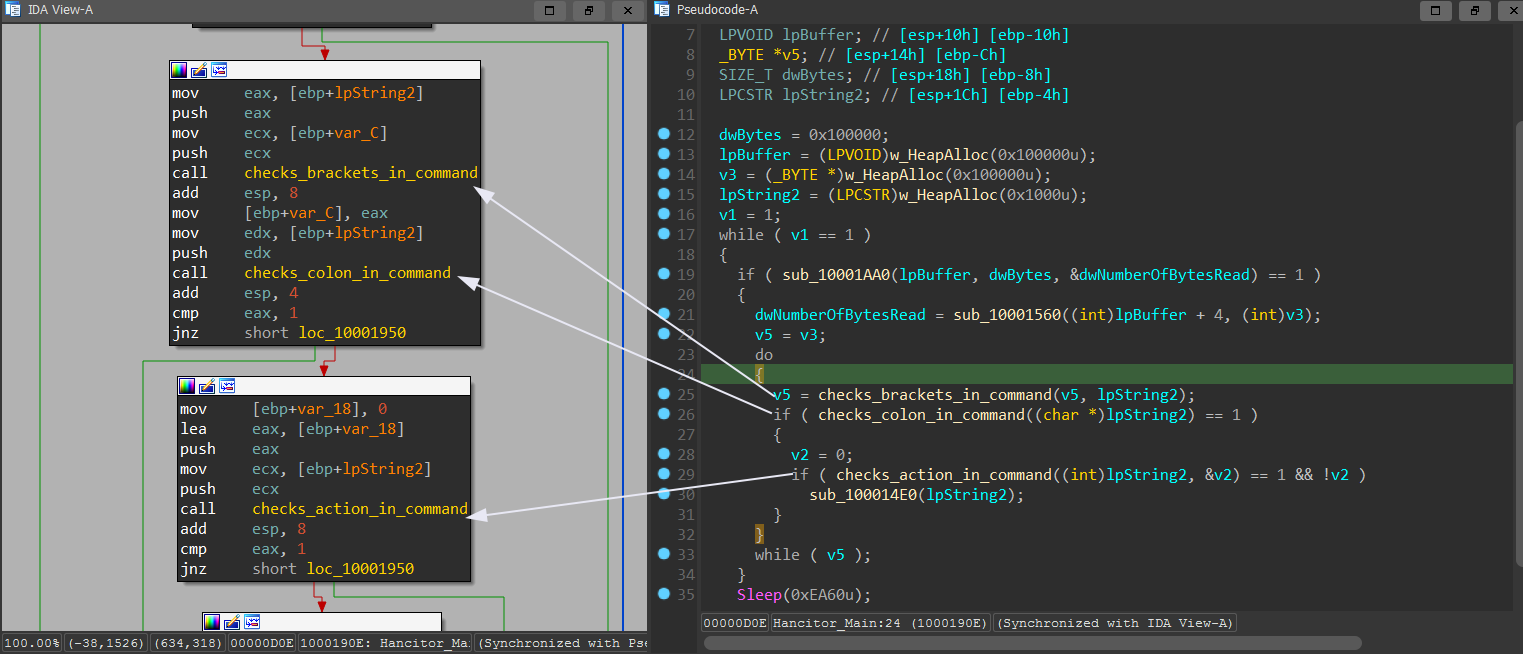 IDA View-A
mov eax, [ebp+lpString2]
push eax
mov ecx, [ebp+var_C]
push ecx
call checks_brackets_in_command
add esp, 8
mov [ebp+var_C], eax
mov edx, [ebp+lpString2]
push edx
call checks_colon_in_command
add esp, 4
cmp eax, 1
jnz short loc_10001950
mov [ebp+var_18], 0
lea eax, [ebp+var_18]
push eax
mov ecx, [ebp+lpString2]
push ecx
call checks_action_in_command
add esp, 8
cmp eax, 1
jnz short loc_10001950
100.00% (-38,1526) (634,318) 00000D0E 1000190E: Hancitor_Ma (Synchronized with Ps
Pseudocode-A
7 LPVOID lpBuffer; // [esp+10h] [ebp-10h]
8 _BYTE *v5; // [esp+14h] [ebp-Ch]
9 SIZE_T dwBytes; // [esp+18h] [ebp-8h]
10 LPCSTR lpString2; // [esp+1Ch] [ebp-4h]
11
12 dwBytes = 0x100000;
13 lpBuffer = (LPVOID)w_HeapAlloc(0x100000u);
14 v3 = (_BYTE *)w_HeapAlloc(0x100000u);
15 lpString2 = (LPCSTR)w_HeapAlloc(0x1000u);
16 v1 = 1;
17 while ( v1 == 1 )
18 {
19 if ( sub_10001AA0(lpBuffer, dwBytes, &dwNumberOfBytesRead) == 1 )
20 {
21 dwNumberOfBytesRead = sub_10001560((int)lpBuffer + 4, (int)v3);
22 v5 = v3;
23 do
24 {
25 v5 = checks_brackets_in_command(v5, lpString2);
26 if ( checks_colon_in_command((char *)lpString2) == 1 )
27 {
28 v2 = 0;
29 if ( checks_action_in_command((int)lpString2, &v2) == 1 && !v2 )
30 sub_100014E0(lpString2);
31 }
32 }
33 while ( v5 );
34 }
35 Sleep(0xEA60u);
00000D0E Hancitor_Main:24 (1000190E) (Synchronized with IDA View-A)